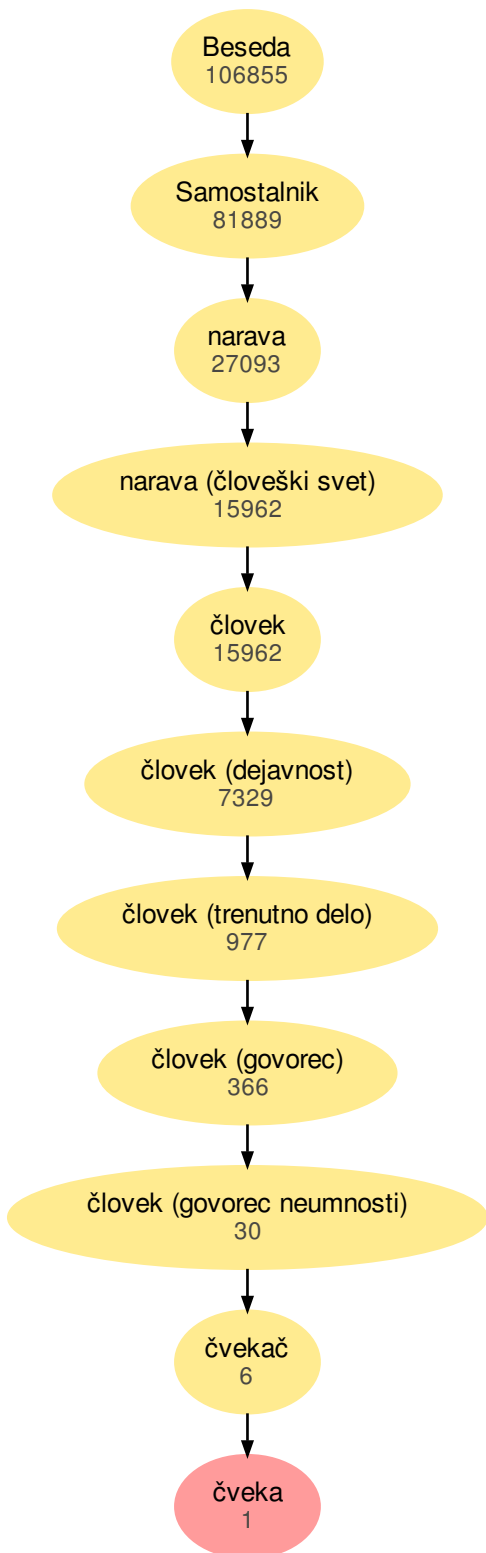 Beseda
106855
Samostalnik
81889
narava
27093
narava (človeški svet)
15962
človek
15962
človek (dejavnost)
7329
človek (trenutno delo)
977
človek (govorec)
366
človek (govorec neumnosti)
30
čvekač
6
čveka
1